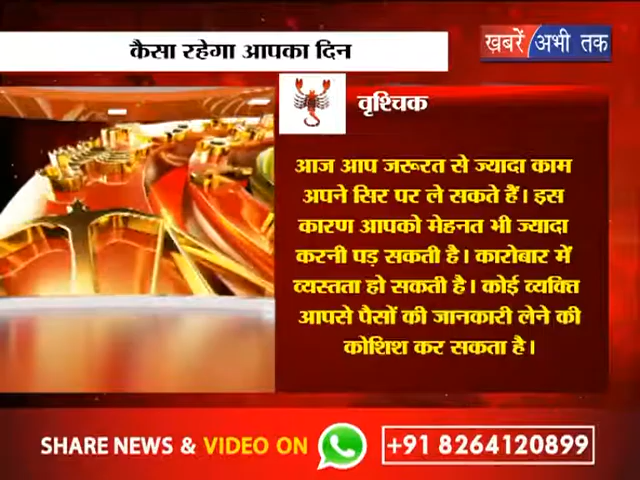 कैसा रहेगा आपका दिन
ख़बरें अभी तक
वृश्चिक
आज आप जरूरत से ज्यादा काम
अपने सिर पर ले सकते हैं। इस
कारण आपको मेहनत भी ज्यादा
करनी पड़ सकती है। कारोबार में
व्यस्तता हो सकती है। कोई व्यक्ति
आपसे पैसों की जानकारी लेने की
कोशिश कर सकता है।
SHARE NEWS & VIDEO ON +91 8264120899